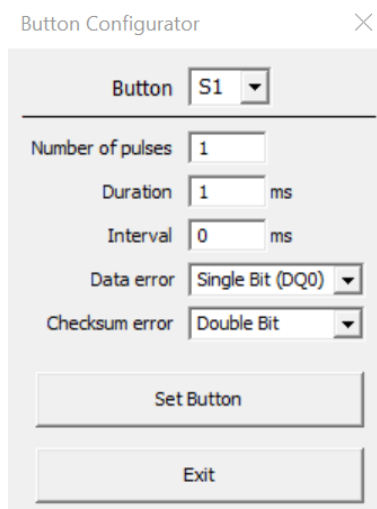 Button Configurator
Button S1
Number of pulses 1
Duration 1 ms
Interval 0 ms
Data error Single Bit (DQ0)
Checksum error Double Bit
Set Button
Exit